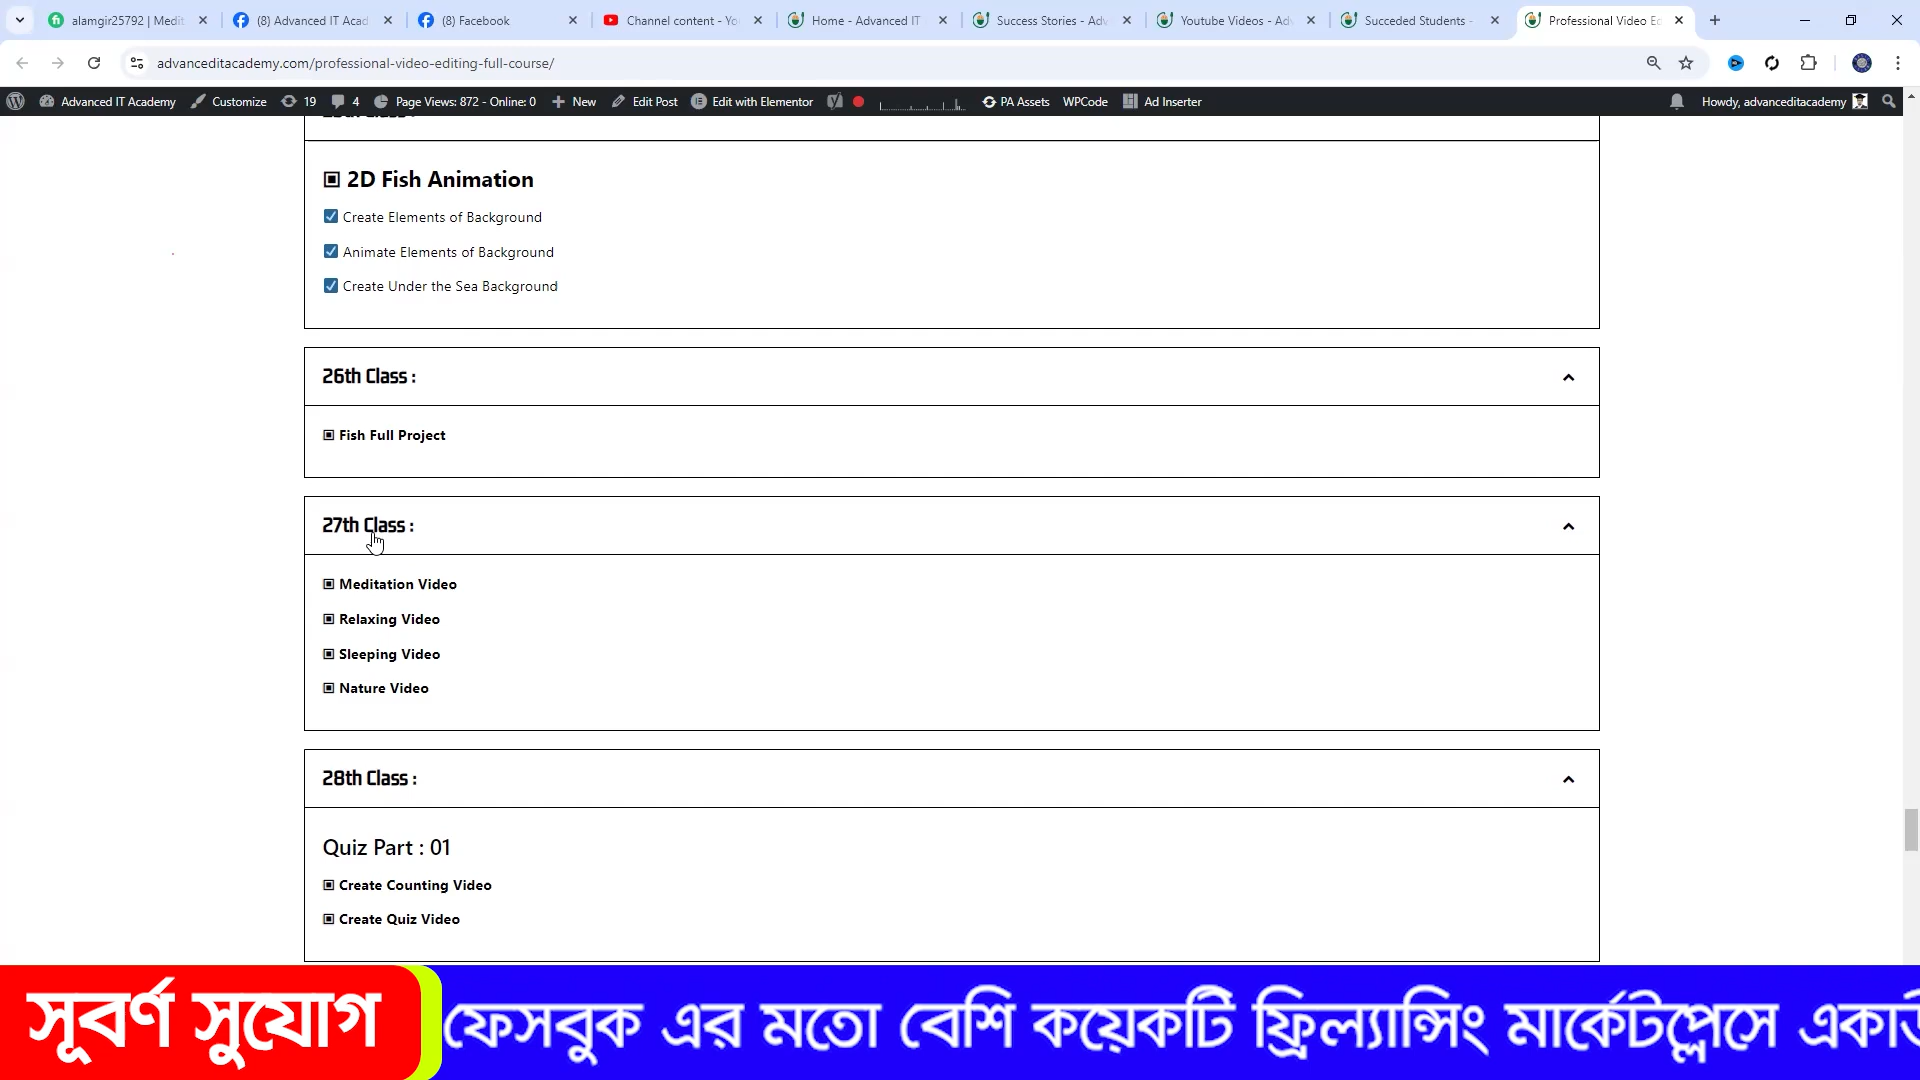 alamgir25792 | Medit
(8) Advanced IT Acad
(8) Facebook
Channel content - Yo
Home - Advanced IT
Success Stories - Adv
Youtube Videos - Adv
Succeded Students -
Professional Video Ed
advanceditacademy.com/professional-video-editing-full-course/
Advanced IT Academy
Customize
19
4
Page Views: 872 - Online: 0
New
Edit Post
Edit with Elementor
PA Assets
WPCode
Ad Inserter
Howdy, advanceditacademy
2D Fish Animation
Create Elements of Background
Animate Elements of Background
Create Under the Sea Background
26th Class :
Fish Full Project
27th Class :
Meditation Video
Relaxing Video
Sleeping Video
Nature Video
28th Class :
Quiz Part : 01
Create Counting Video
Create Quiz Video
সূবর্ণ সুযোগ
ফেসবুক এর মতো বেশি কয়েকটি ফ্রিল্যান্সিং মার্কেটপ্লেসে